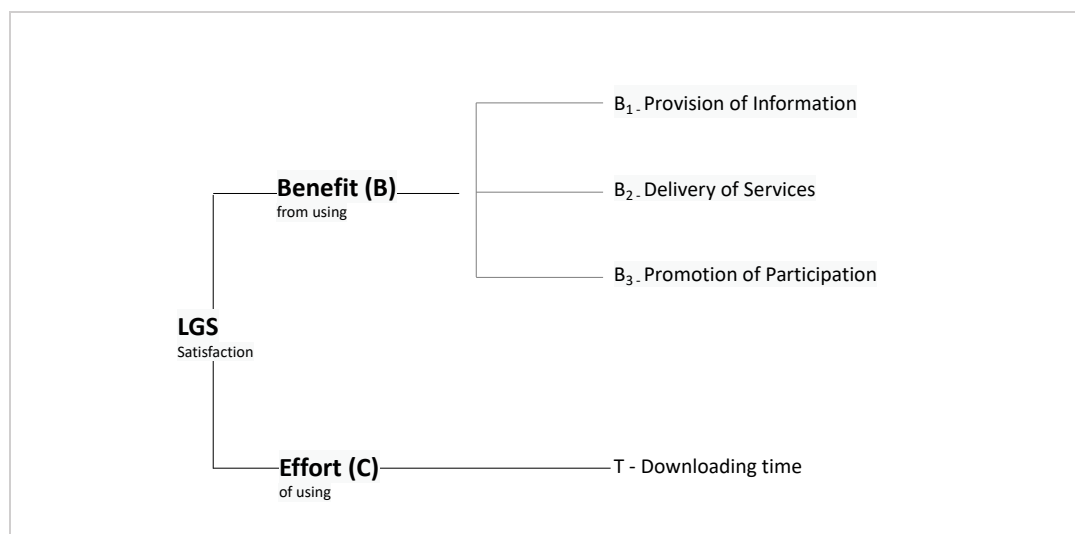 B₁ - Provision of Information
Benefit (B)
from using
B₂ - Delivery of Services
B₃ - Promotion of Participation
LGS
Satisfaction
Effort (C)
of using
T - Downloading time